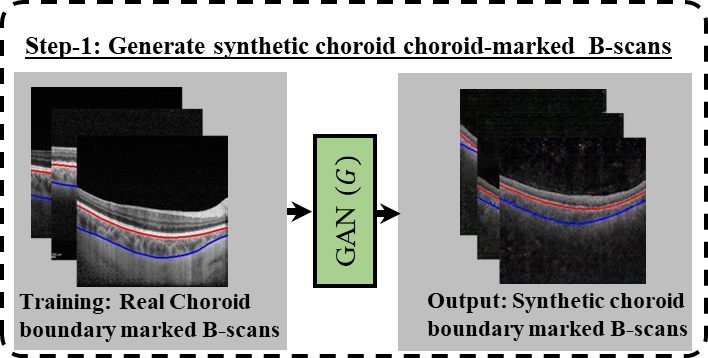 Step-1: Generate synthetic choroid choroid-marked B-scans
GAN (G)
Training: Real Choroid
boundary marked B-scans
Output: Synthetic choroid
boundary marked B-scans